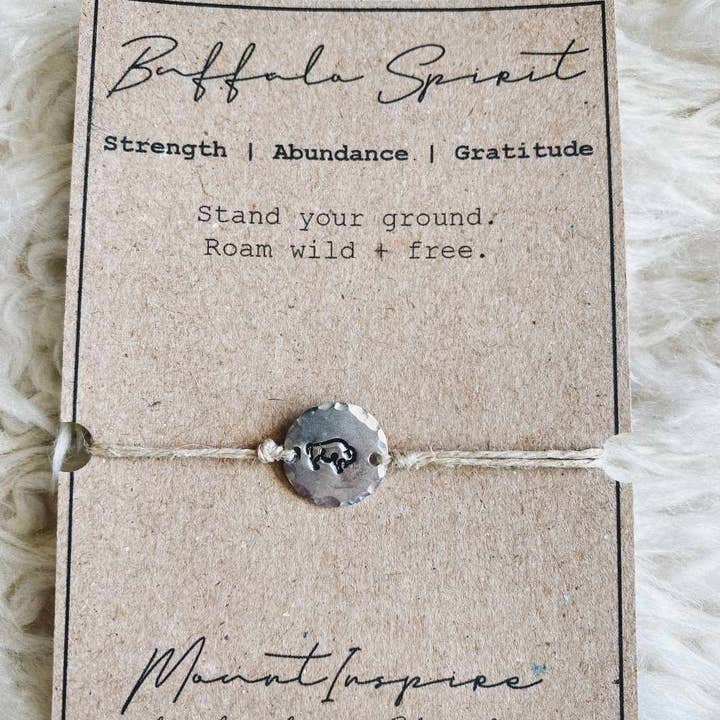 Buffalo Spirit
Strength | Abundance | Gratitude
Stand your ground.
Roam wild + free.
MountInspire